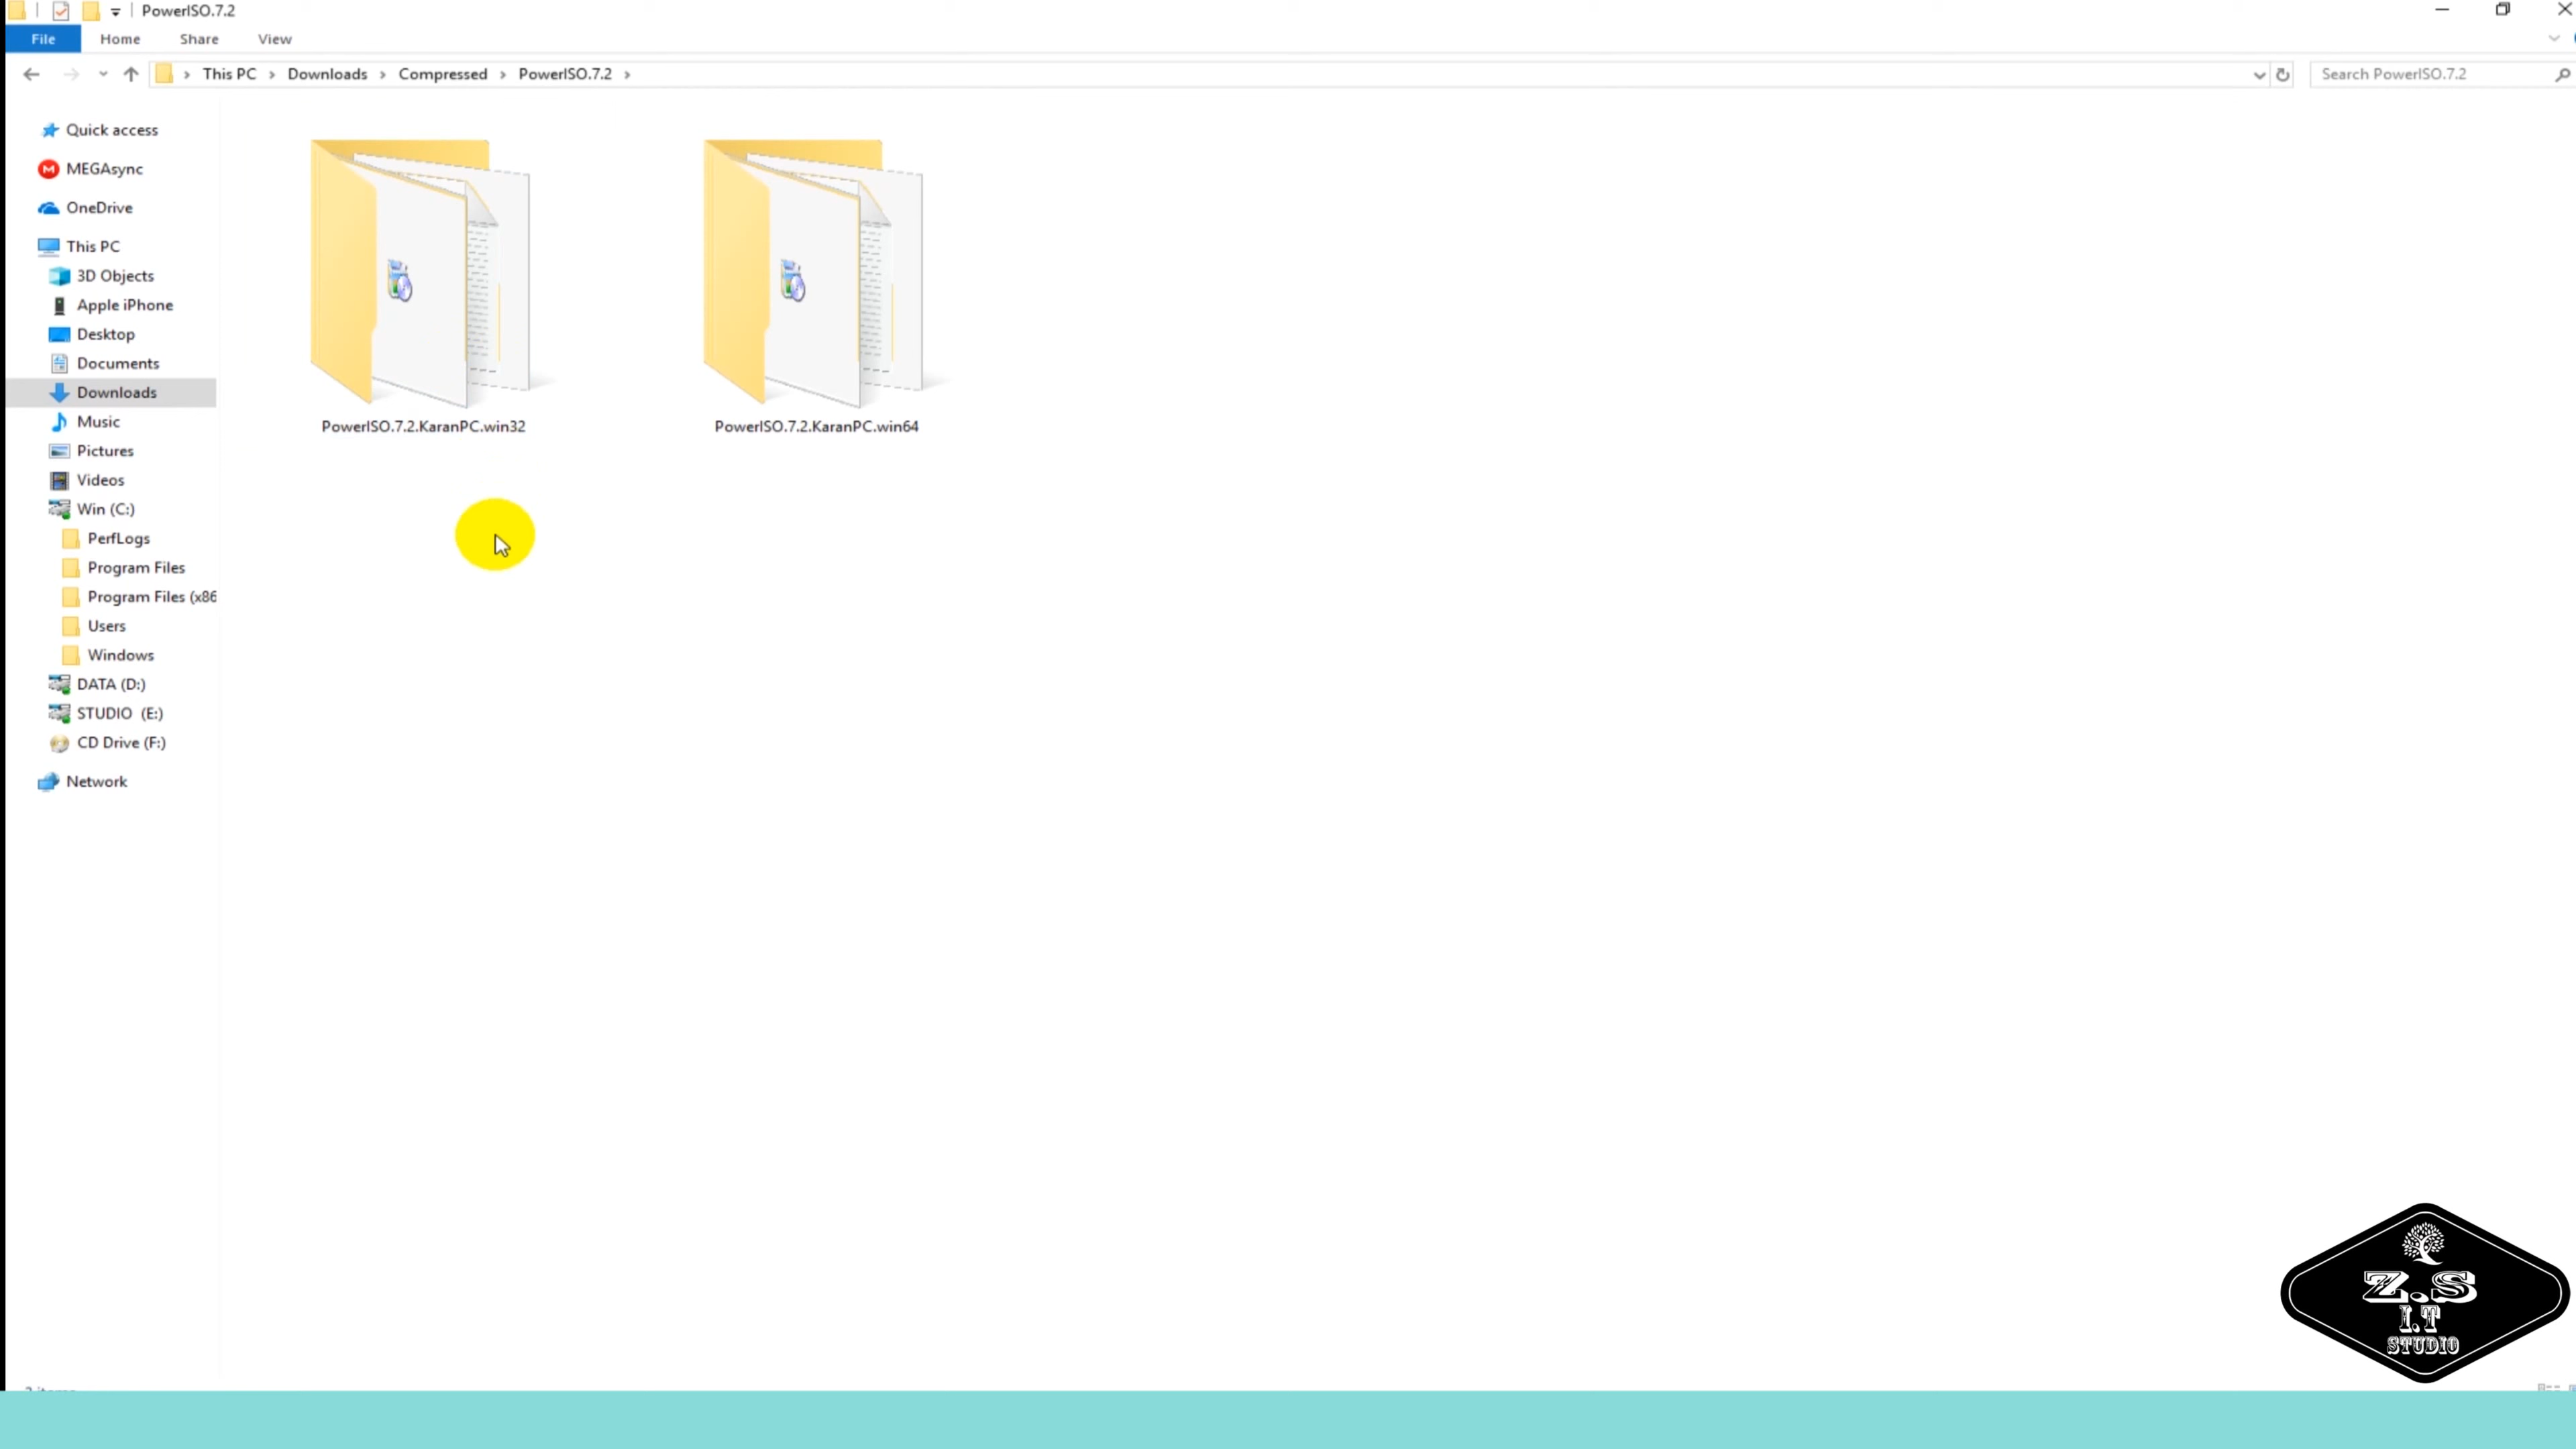 PowerISO.7.2
File Home Share View
This PC Downloads Compressed PowerISO.7.2
Search PowerISO.7.2
Quick access
MEGAsync
OneDrive
This PC
3D Objects
Apple iPhone
Desktop
Documents
Downloads
Music
Pictures
Videos
Win (C:)
PerfLogs
Program Files
Program Files (x86
Users
Windows
DATA (D:)
STUDIO (E:)
CD Drive (F:)
Network
PowerISO.7.2.KaranPC.win32
PowerISO.7.2.KaranPC.win64
Z.S
I.T
STUDIO